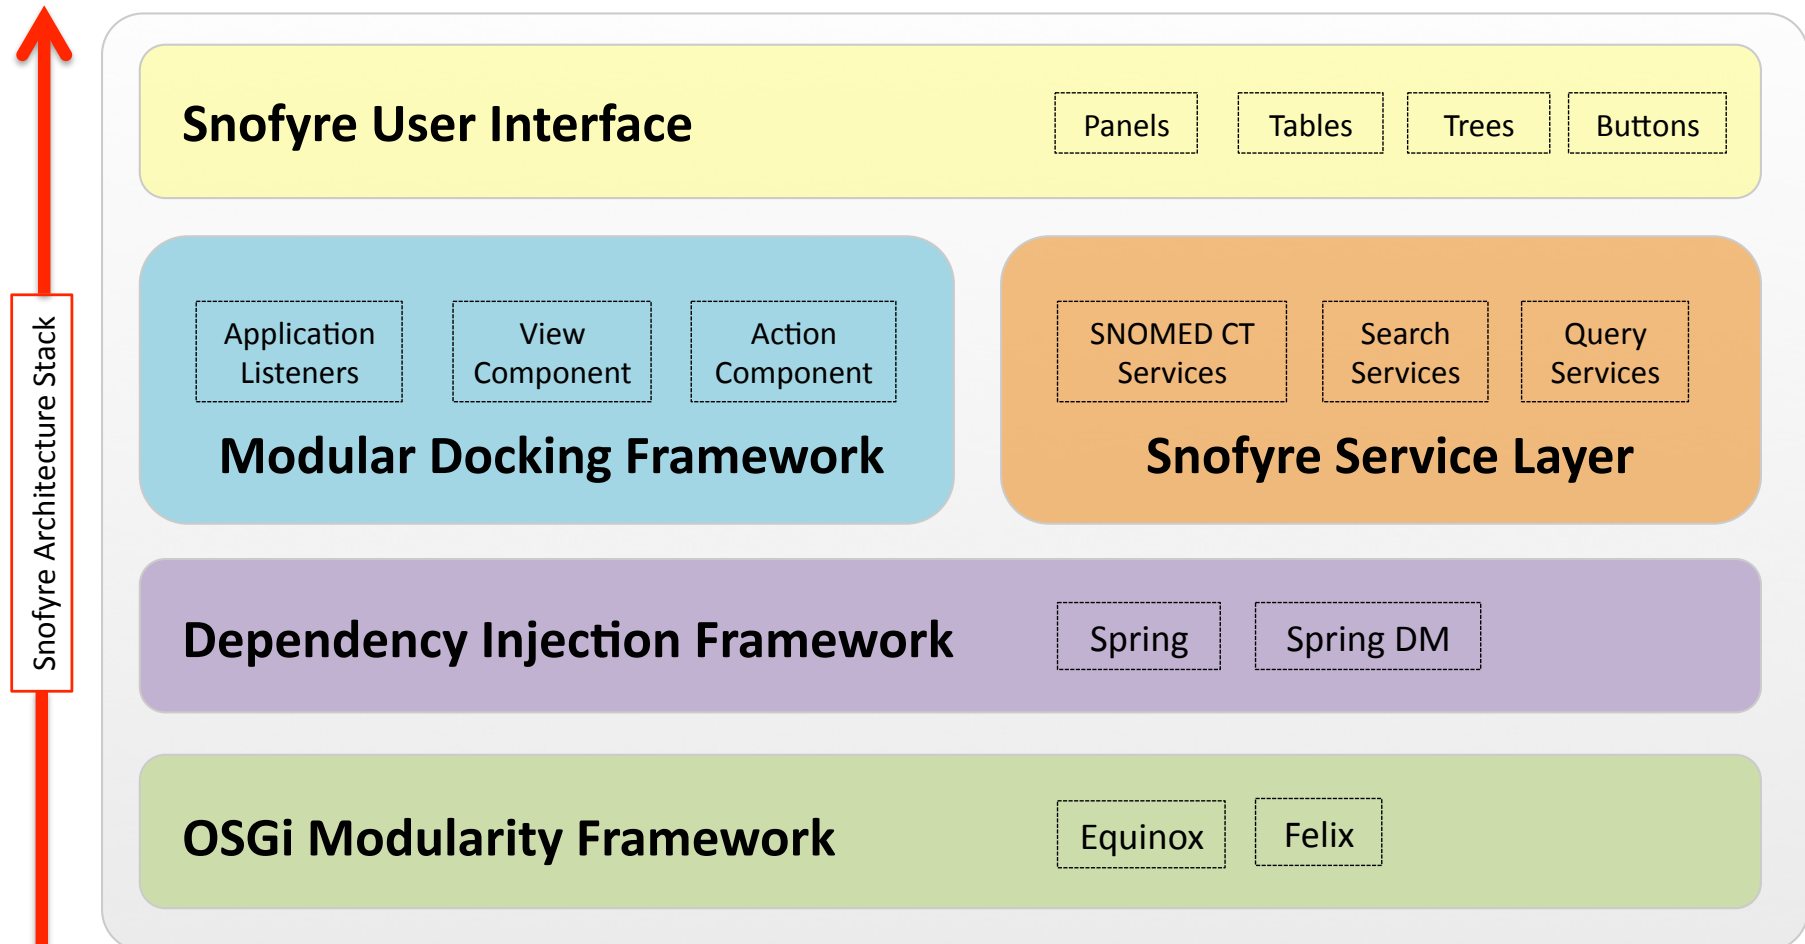 Snofyre Architecture Stack
Snofyre User Interface
Panels
Tables
Trees
Buttons
Application
Listeners
View
Component
Action
Component
Modular Docking Framework
SNOMED CT
Services
Search
Services
Query
Services
Snofyre Service Layer
Dependency Injection Framework
Spring
Spring DM
OSGi Modularity Framework
Equinox
Felix